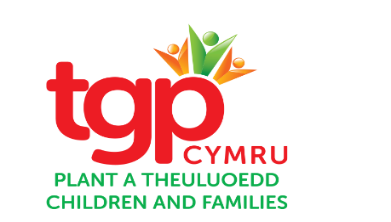 tgp
CYMRU
PLANT A THEULUOEDD
CHILDREN AND FAMILIES